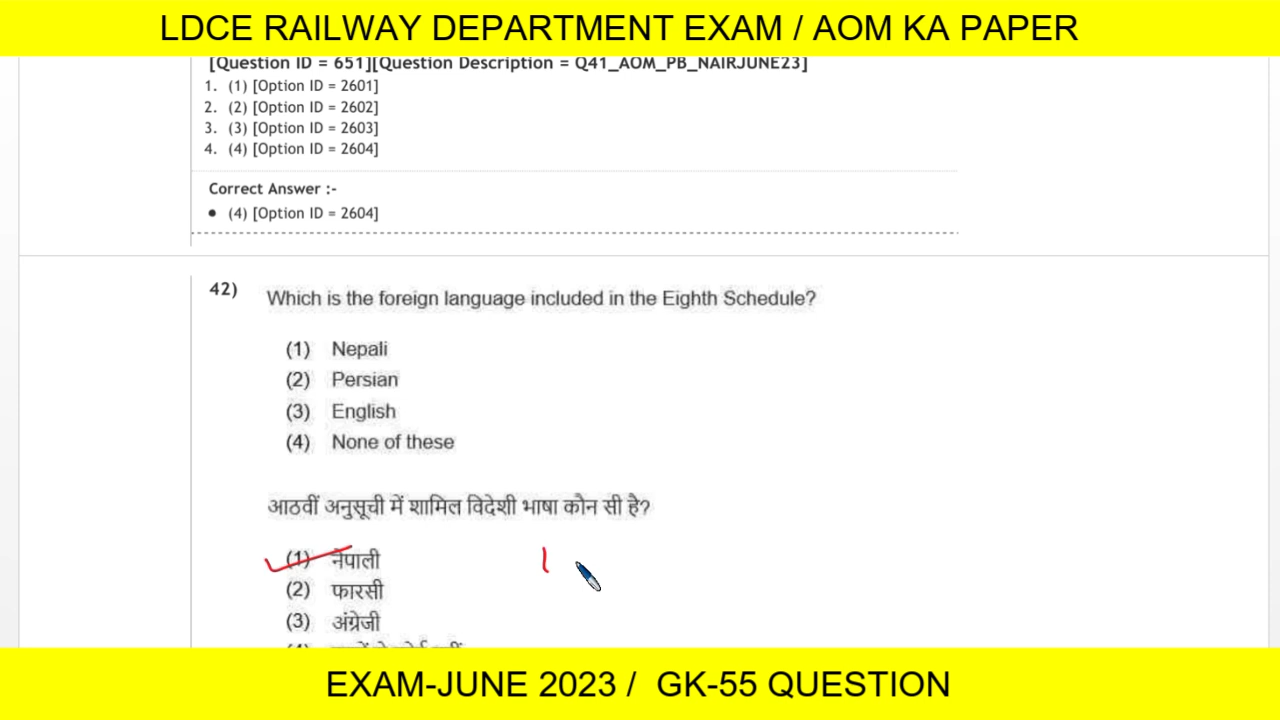 LDCE RAILWAY DEPARTMENT EXAM / AOM KA PAPER
[Question ID = 651][Question Description = Q41_AOM_PB_NAIRJUNE23]
1. (1) [Option ID = 2601]
2. (2) [Option ID = 2602]
3. (3) [Option ID = 2603]
4. (4) [Option ID = 2604]
Correct Answer :-
• (4) [Option ID = 2604]
42) Which is the foreign language included in the Eighth Schedule?
(1) Nepali
(2) Persian
(3) English
(4) None of these
आठवीं अनुसूची में शामिल विदेशी भाषा कौन सी है?
(1) नेपाली
(2) फारसी
(3) अंग्रेजी
EXAM-JUNE 2023 / GK-55 QUESTION